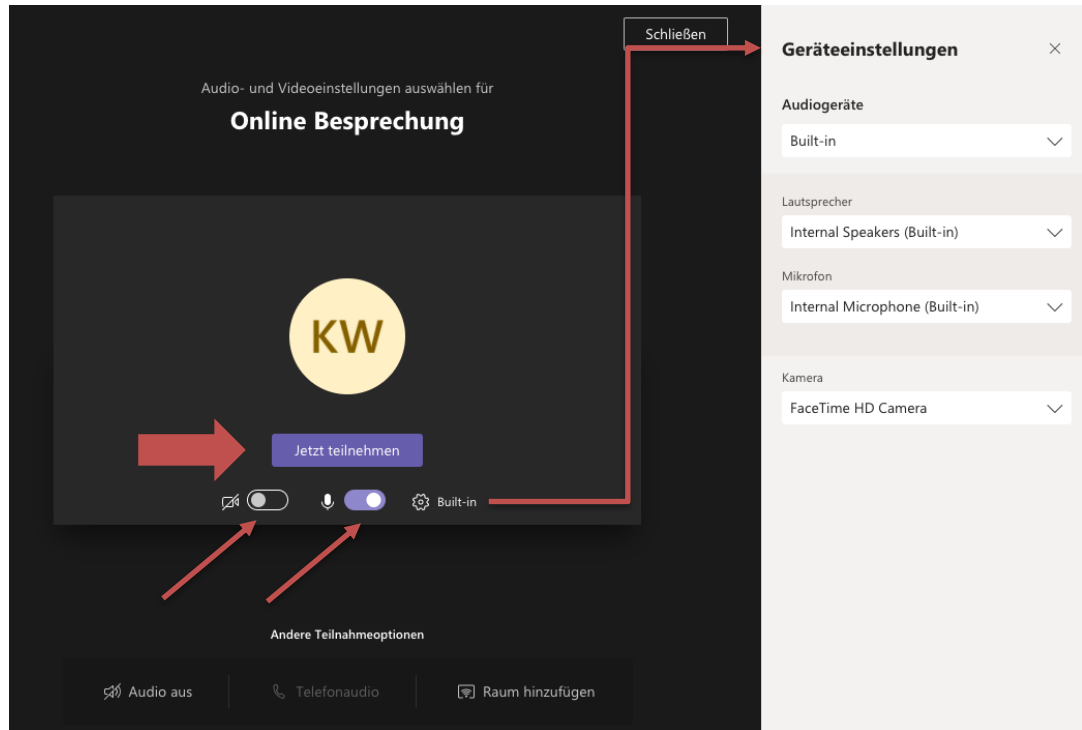 Schließen
Audio- und Videoeinstellungen auswählen für
Online Besprechung
KW
Jetzt teilnehmen
Built-in
Andere Teilnahmeoptionen
Audio aus
Telefonaudio
Raum hinzufügen
Geräteeinstellungen
Audiogeräte
Built-in
Lautsprecher
Internal Speakers (Built-in)
Mikrofon
Internal Microphone (Built-in)
Kamera
FaceTime HD Camera